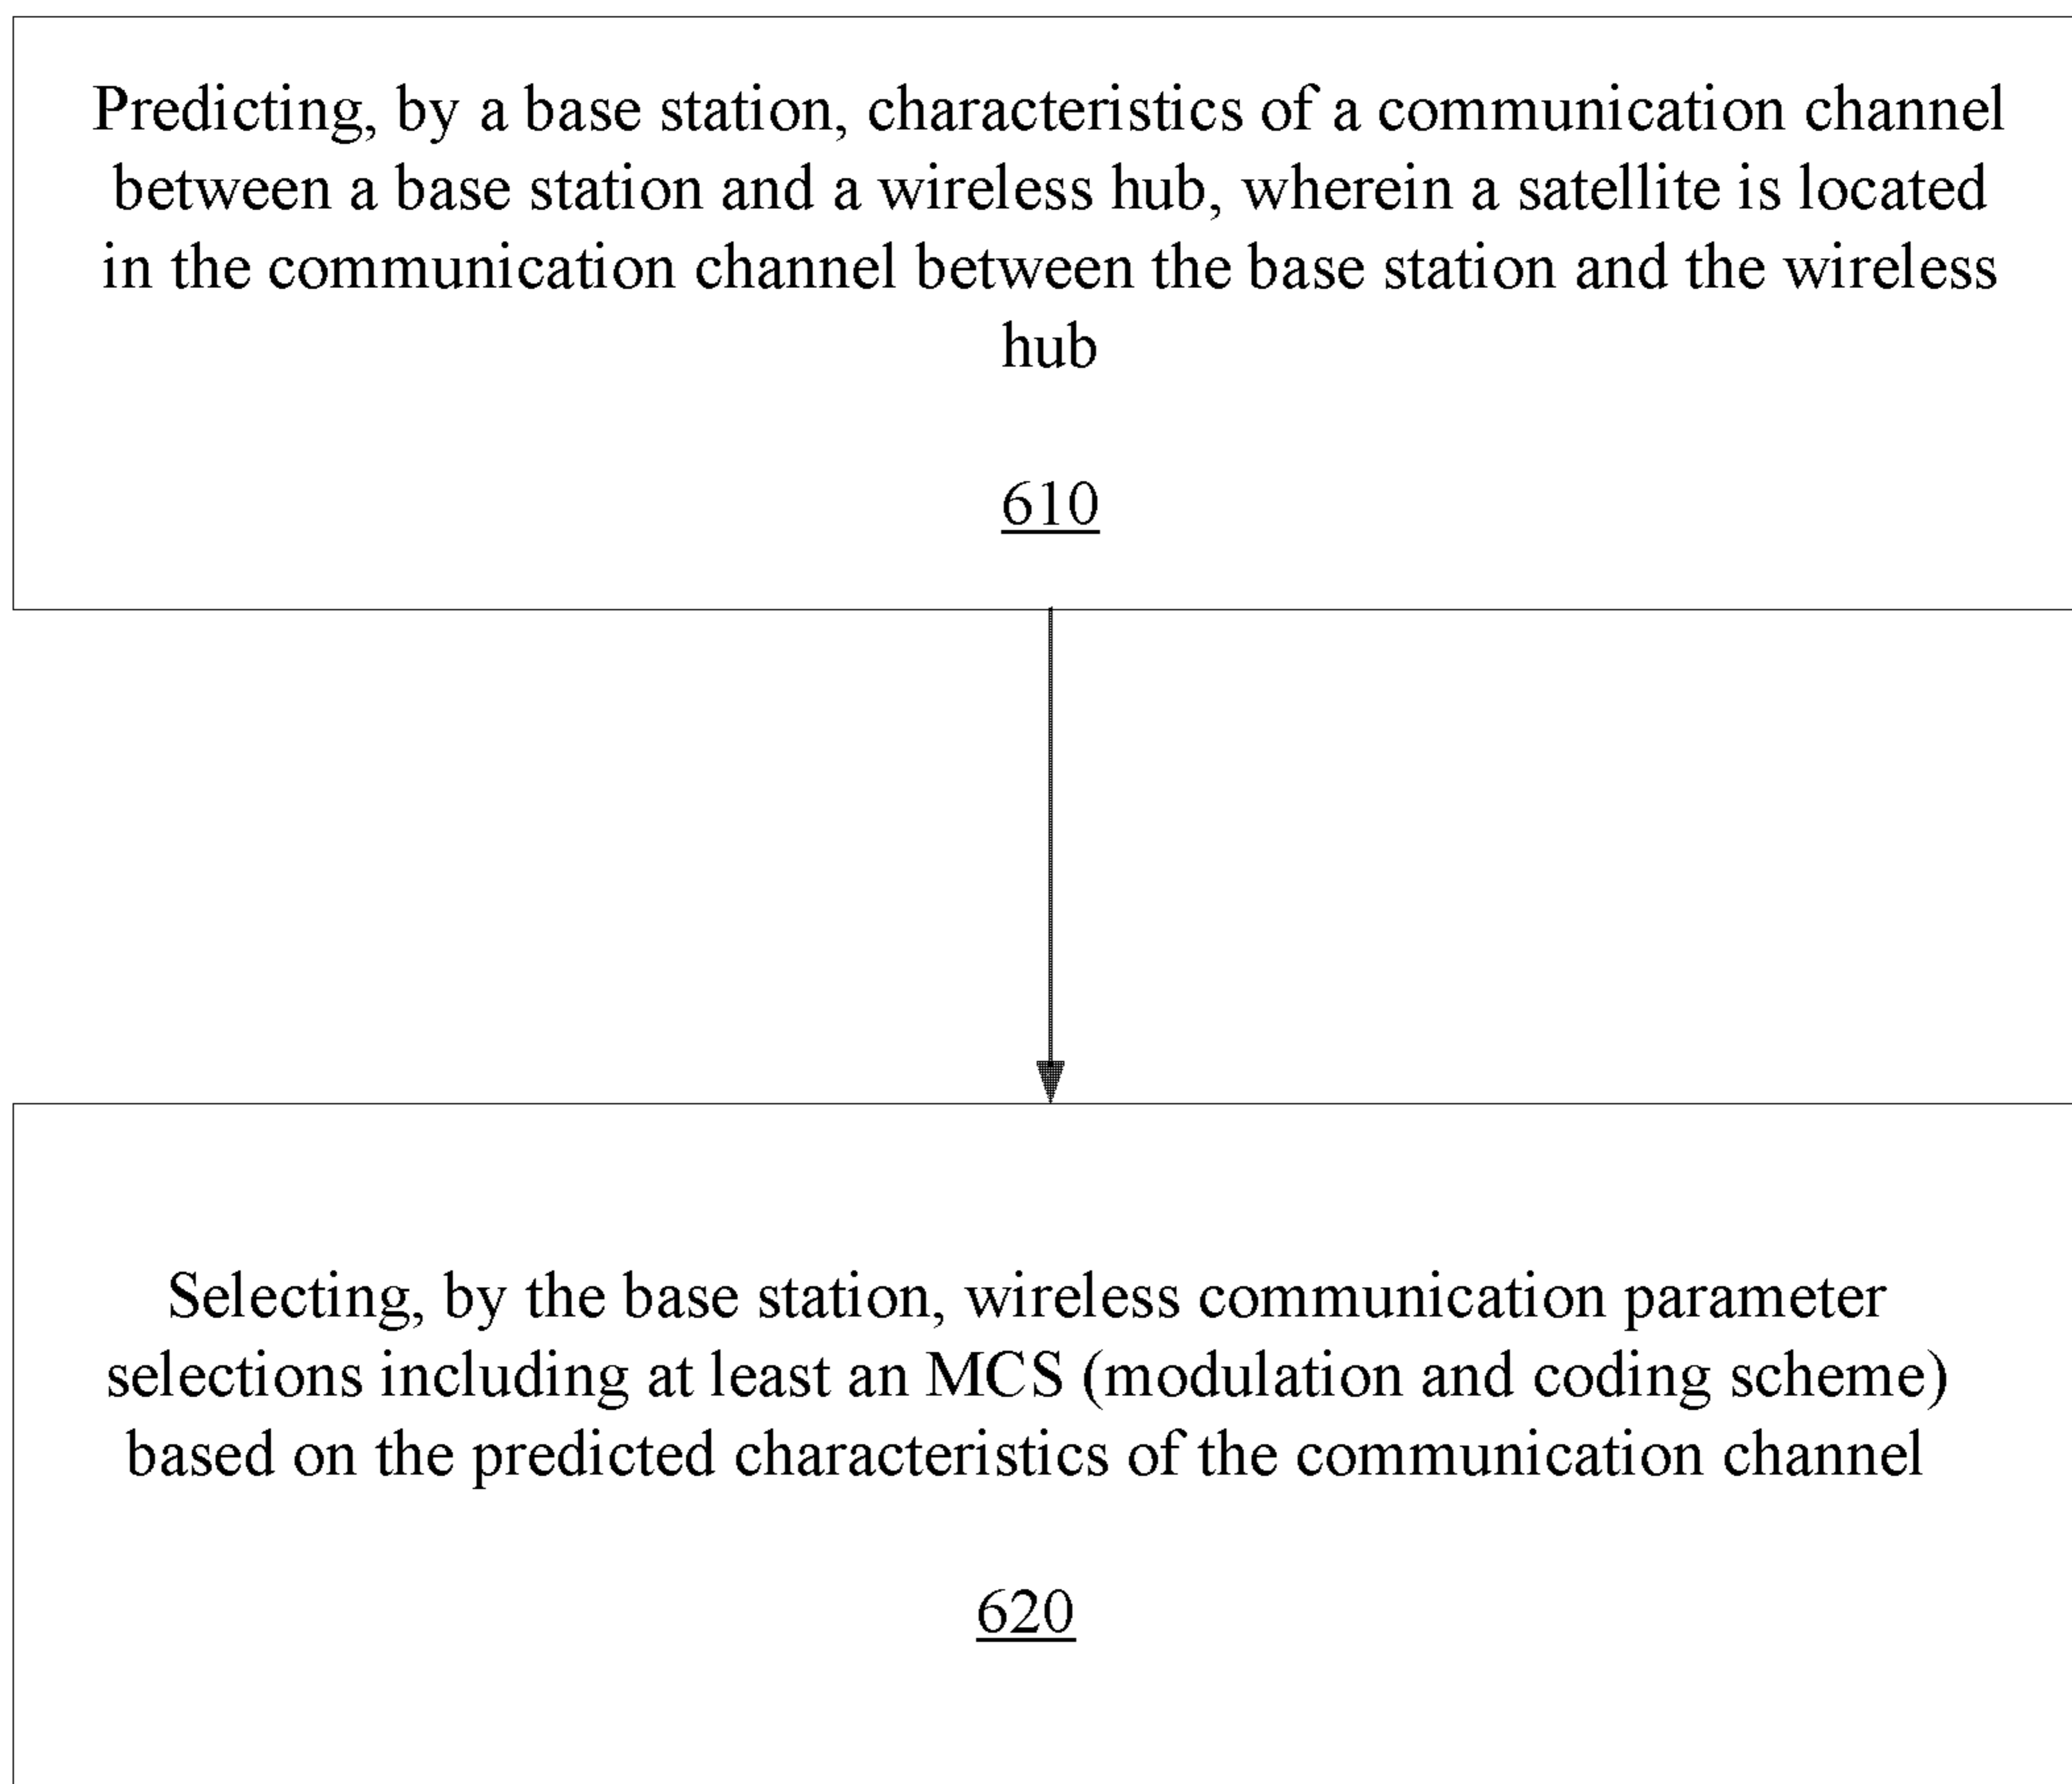 Predicting, by a base station, characteristics of a communication channel
between a base station and a wireless hub, wherein a satellite is located
in the communication channel between the base station and the wireless
hub
610
Selecting, by the base station, wireless communication parameter
selections including at least an MCS (modulation and coding scheme)
based on the predicted characteristics of the communication channel
620